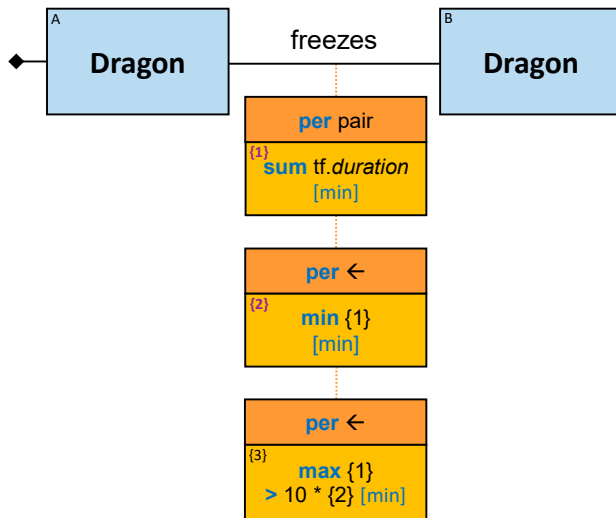 A
Dragon
freezes
B
Dragon
per pair
{1}
sum tf.duration
[min]
per ←
{2}
min {1}
[min]
per ←
{3}
max {1}
> 10 * {2} [min]